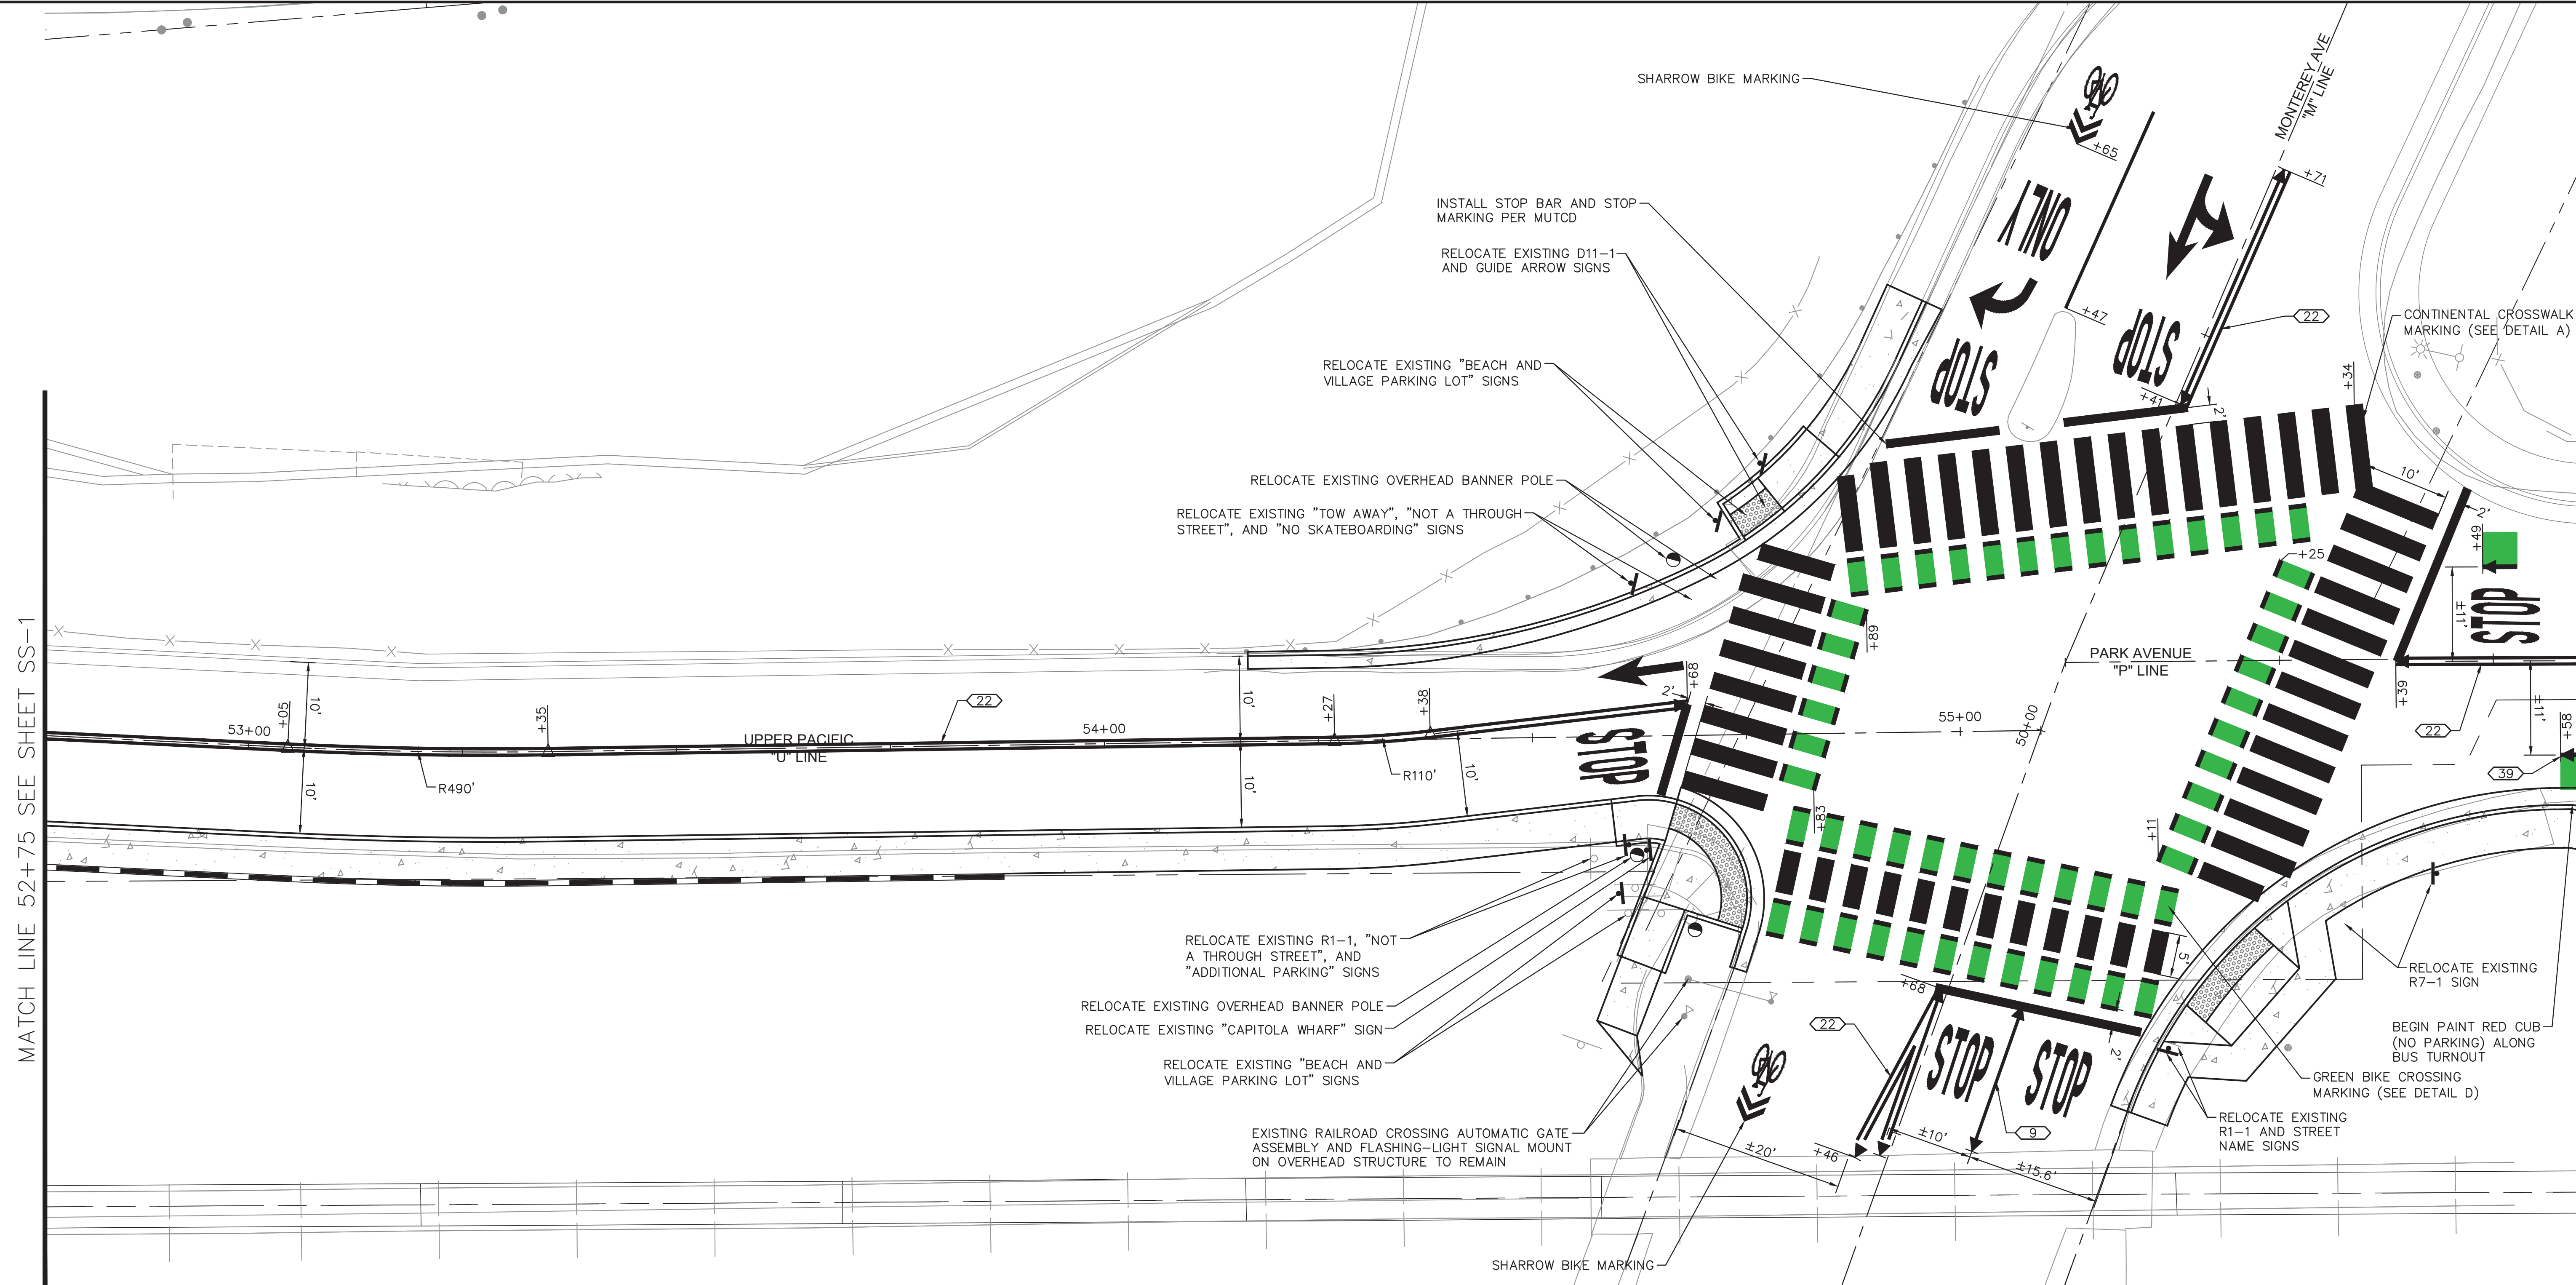 SHARROW BIKE MARKING
MONTEREY AVE
"M" LINE
+65
+71
INSTALL STOP BAR AND STOP
MARKING PER MUTCD
ONLY
RELOCATE EXISTING D11-1
AND GUIDE ARROW SIGNS
+47
22
CONTINENTAL CROSSWALK
MARKING (SEE DETAIL A)
STOP
STOP
+34
RELOCATE EXISTING "BEACH AND
VILLAGE PARKING LOT" SIGNS
+41
2'
RELOCATE EXISTING OVERHEAD BANNER POLE
10'
RELOCATE EXISTING "TOW AWAY", "NOT A THROUGH
STREET", AND "NO SKATEBOARDING" SIGNS
2'
+49
+25
±11'
STOP
+89
PARK AVENUE
"P" LINE
+68
2'
+39
MATCH LINE 52+75 SEE SHEET SS-1
10'
22
10'
+05
53+00
+35
54+00
+27
+38
UPPER PACIFIC
"U" LINE
55+00
50+00
±11'
22
+58
STOP
39
10'
R490'
10'
R110'
10'
+83
+11
RELOCATE EXISTING R1-1, "NOT
A THROUGH STREET", AND
"ADDITIONAL PARKING" SIGNS
5'
RELOCATE EXISTING
R7-1 SIGN
+68
RELOCATE EXISTING OVERHEAD BANNER POLE
22
RELOCATE EXISTING "CAPITOLA WHARF" SIGN
STOP
STOP
2'
BEGIN PAINT RED CUB
(NO PARKING) ALONG
BUS TURNOUT
RELOCATE EXISTING "BEACH AND
VILLAGE PARKING LOT" SIGNS
GREEN BIKE CROSSING
MARKING (SEE DETAIL D)
RELOCATE EXISTING
R1-1 AND STREET
NAME SIGNS
EXISTING RAILROAD CROSSING AUTOMATIC GATE
ASSEMBLY AND FLASHING-LIGHT SIGNAL MOUNT
ON OVERHEAD STRUCTURE TO REMAIN
9
±20'
+46
±10'
±15.6'
SHARROW BIKE MARKING